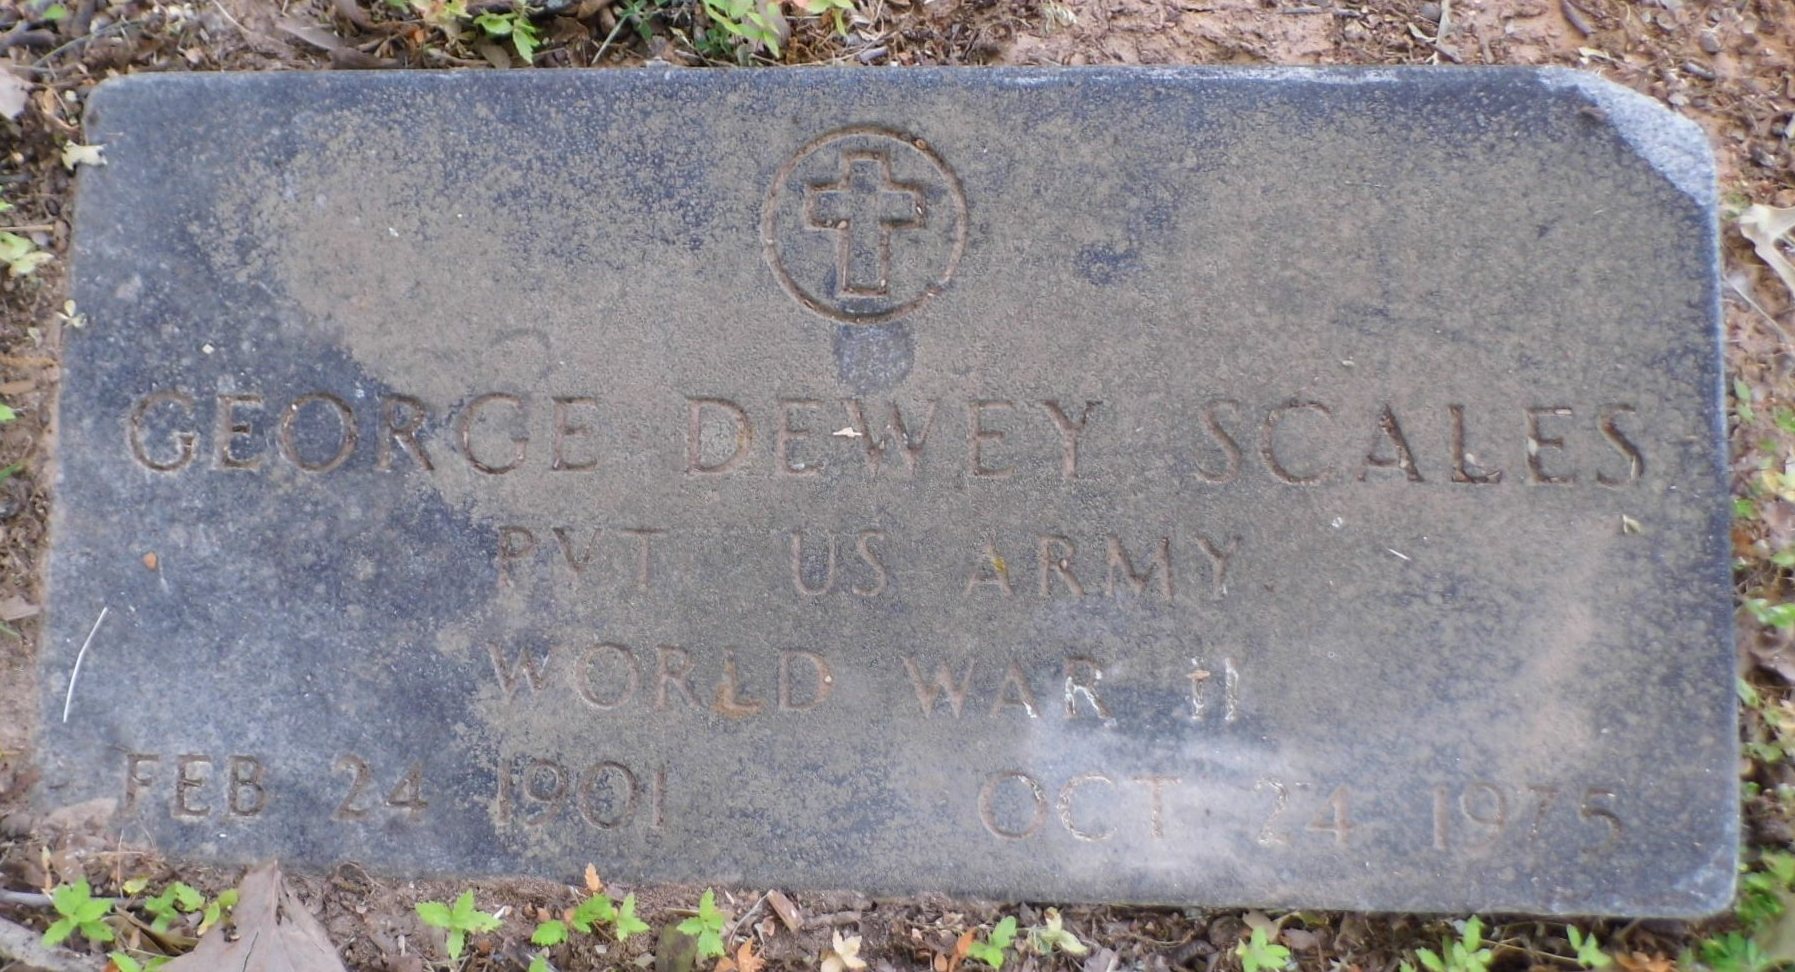 GEORGE DEWEY SCALES
PVT US ARMY
WORLD WAR II
FEB 24 1901 OCT 24 1975